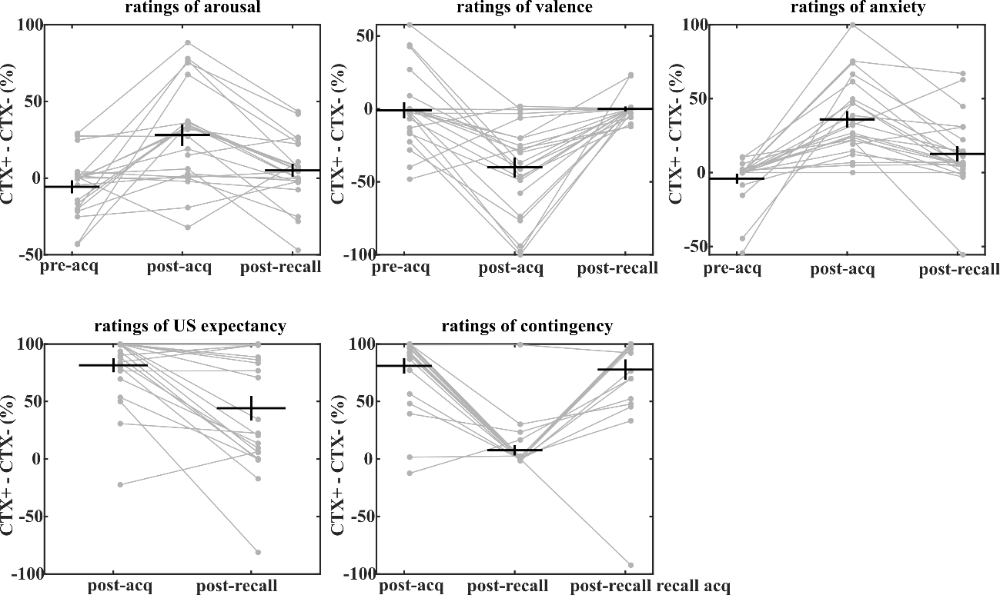 ratings of arousal
CTX+ - CTX- (%)
100
50
0
-50
pre-acq post-acq post-recall
ratings of valence
CTX+ - CTX- (%)
50
0
-50
-100
pre-acq post-acq post-recall
ratings of anxiety
CTX+ - CTX- (%)
100
50
0
-50
pre-acq post-acq post-recall
ratings of US expectancy
CTX+ - CTX- (%)
100
50
0
-50
-100
post-acq post-recall
ratings of contingency
CTX+ - CTX- (%)
100
50
0
-50
-100
post-acq post-recall post-recall recall acq